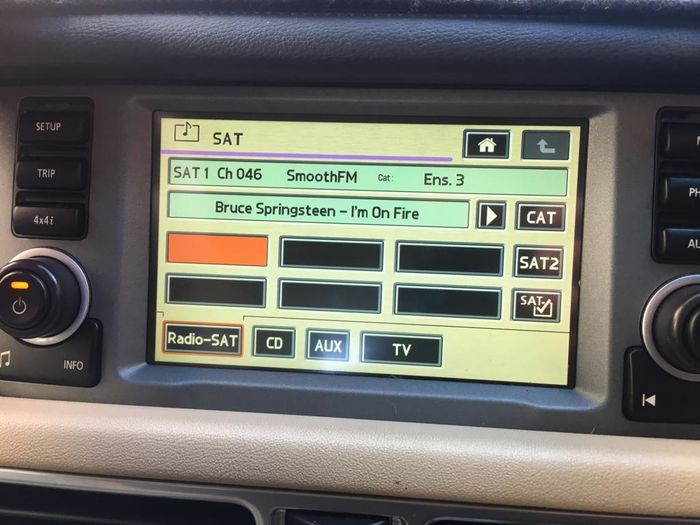 SETUP
TRIP
4x4i
INFO
SAT
SAT 1 Ch 046 SmoothFM Cat: Ens. 3
Bruce Springsteen – I'm On Fire
CAT
SAT2
SAT
Radio-SAT CD AUX TV